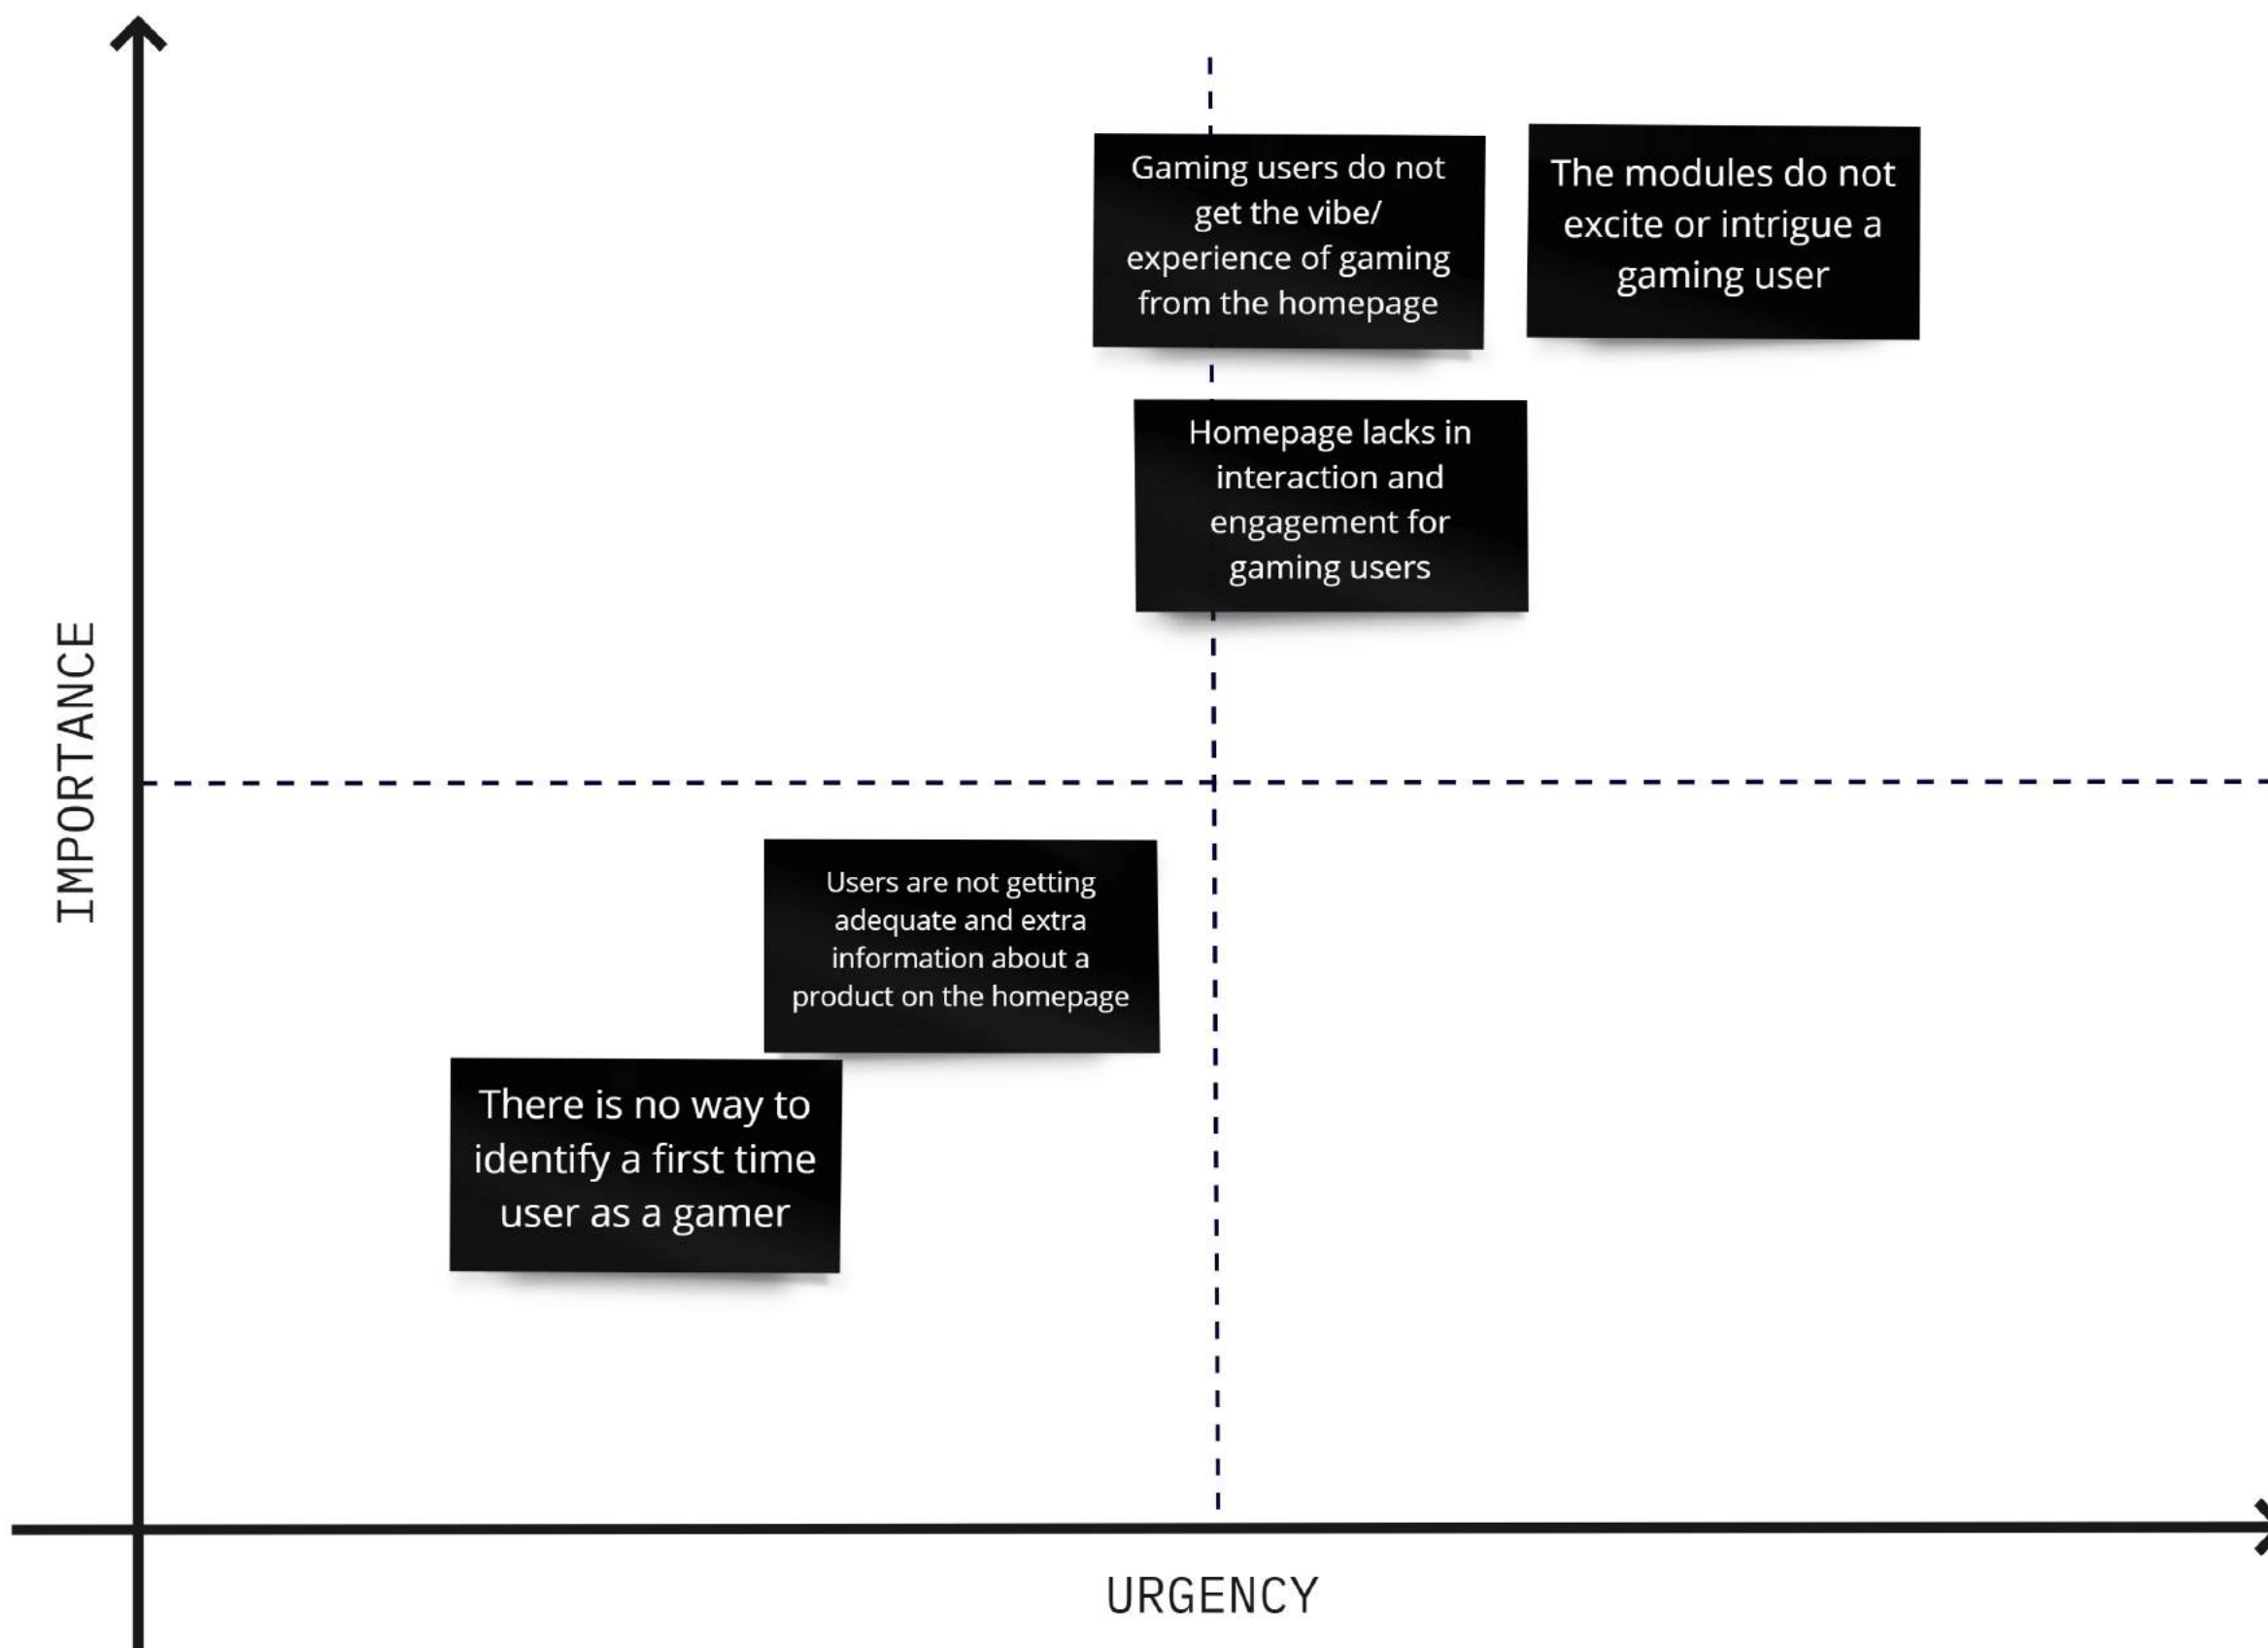 Gaming users do not
get the vibe/
experience of gaming
from the homepage
The modules do not
excite or intrigue a
gaming user
Homepage lacks in
interaction and
engagement for
gaming users
IMPORTANCE
Users are not getting
adequate and extra
information about a
product on the homepage
There is no way to
identify a first time
user as a gamer
URGENCY